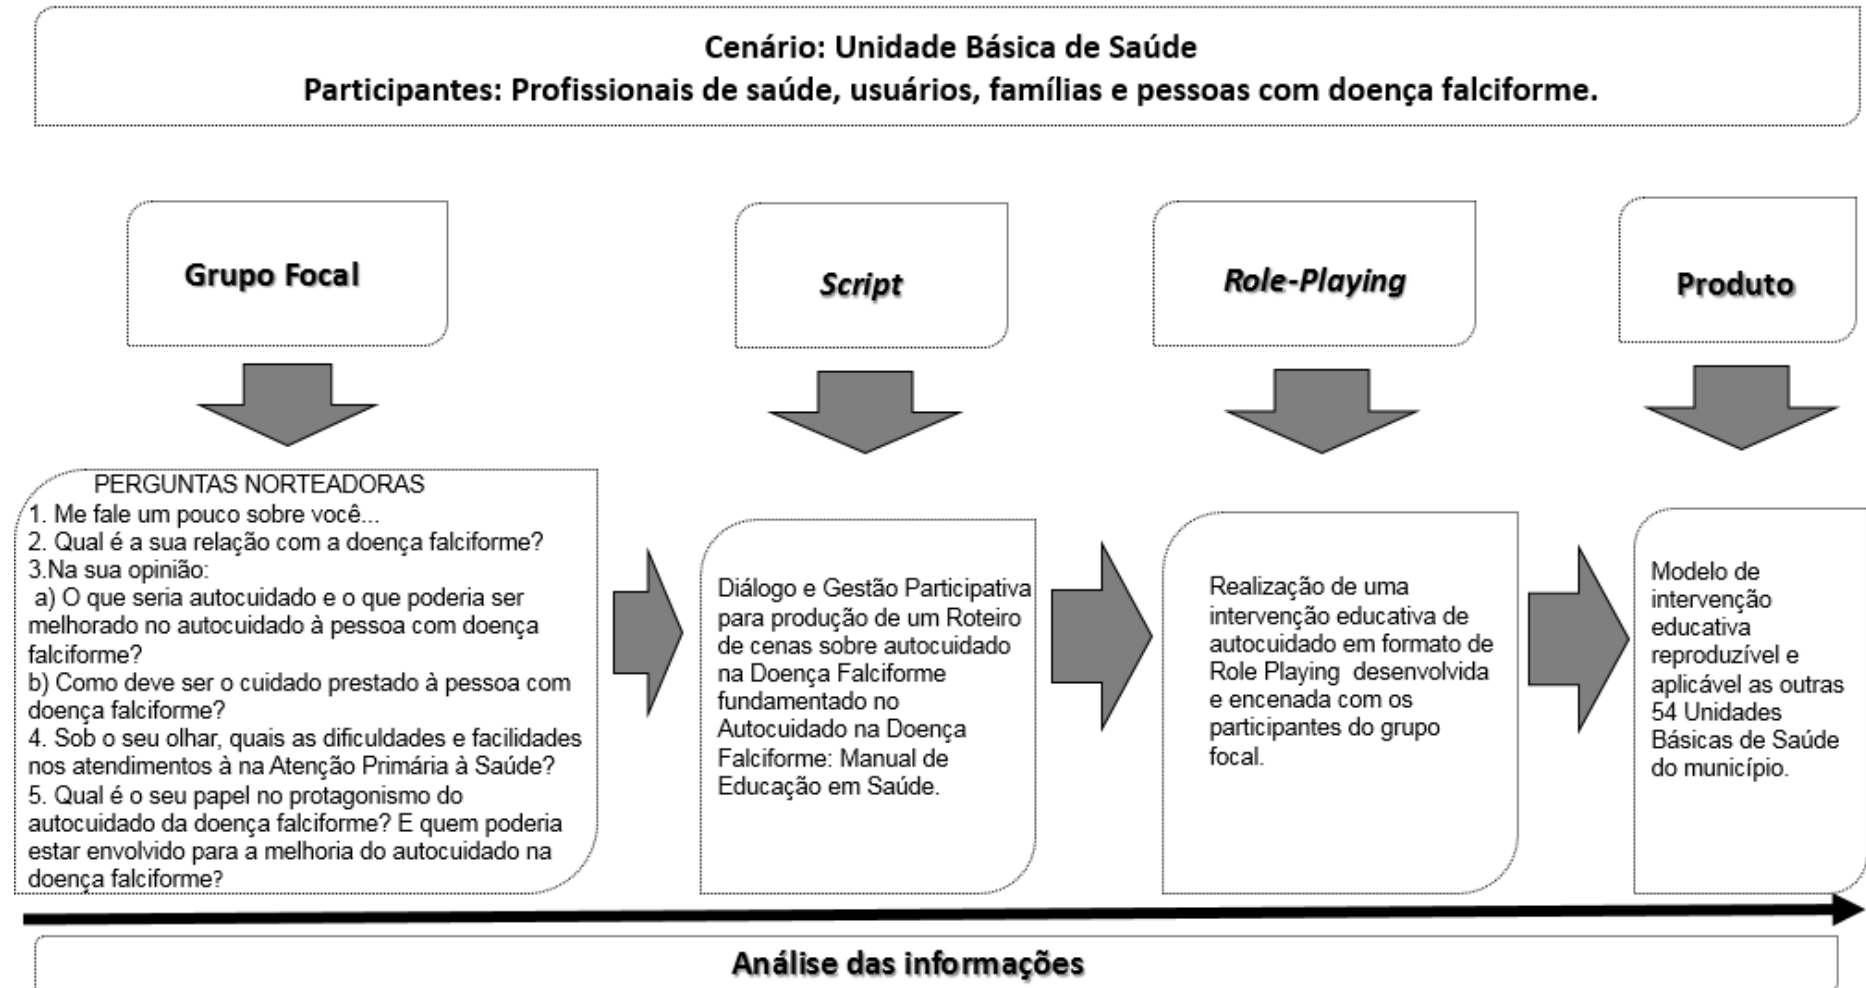 Cenário: Unidade Básica de Saúde
Participantes: Profissionais de saúde, usuários, famílias e pessoas com doença falciforme.
Grupo Focal
Script
Role-Playing
Produto
PERGUNTAS NORTEADORAS
1. Me fale um pouco sobre você...
2. Qual é a sua relação com a doença falciforme?
3.Na sua opinião:
a) O que seria autocuidado e o que poderia ser
melhorado no autocuidado à pessoa com doença
falciforme?
b) Como deve ser o cuidado prestado à pessoa com
doença falciforme?
4. Sob o seu olhar, quais as dificuldades e facilidades
nos atendimentos à na Atenção Primária à Saúde?
5. Qual é o seu papel no protagonismo do
autocuidado da doença falciforme? E quem poderia
estar envolvido para a melhoria do autocuidado na
doença falciforme?
Diálogo e Gestão Participativa
para produção de um Roteiro
de cenas sobre autocuidado
na Doença Falciforme
fundamentado no
Autocuidado na Doença
Falciforme: Manual de
Educação em Saúde.
Realização de uma
intervenção educativa de
autocuidado em formato de
Role Playing desenvolvida
e encenada com os
participantes do grupo
focal.
Modelo de
intervenção
educativa
reproduzível e
aplicável as outras
54 Unidades
Básicas de Saúde
do município.
Análise das informações